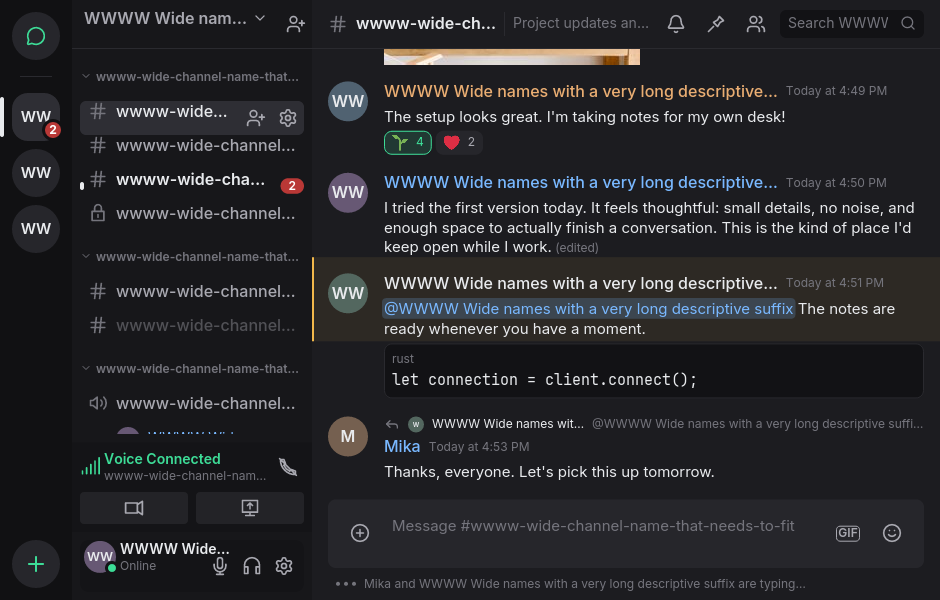 WWWW Wide nam...
wwww-wide-ch...
Project updates an...
Search WWWW
WW
2
WW
WW
wwww-wide-channel-name-that...
wwww-wide...
wwww-wide-channel...
wwww-wide-cha...
2
wwww-wide-channel...
wwww-wide-channel-name-that...
wwww-wide-channel...
wwww-wide-channel...
wwww-wide-channel-name-that...
wwww-wide-channel...
Voice Connected
wwww-wide-channel-nam...
WW
WWWW Wide...
Online
WW
WWWW Wide names with a very long descriptive... Today at 4:49 PM
The setup looks great. I'm taking notes for my own desk!
4
2
WW
WWWW Wide names with a very long descriptive... Today at 4:50 PM
I tried the first version today. It feels thoughtful: small details, no noise, and
enough space to actually finish a conversation. This is the kind of place I'd
keep open while I work. (edited)
WW
WWWW Wide names with a very long descriptive... Today at 4:51 PM
@WWWW Wide names with a very long descriptive suffix The notes are
ready whenever you have a moment.
rust
let connection = client.connect();
W WWWW Wide names wit... @WWWW Wide names with a very long descriptive suffi...
M
Mika Today at 4:53 PM
Thanks, everyone. Let's pick this up tomorrow.
Message #wwww-wide-channel-name-that-needs-to-fit
GIF
Mika and WWWW Wide names with a very long descriptive suffix are typing...